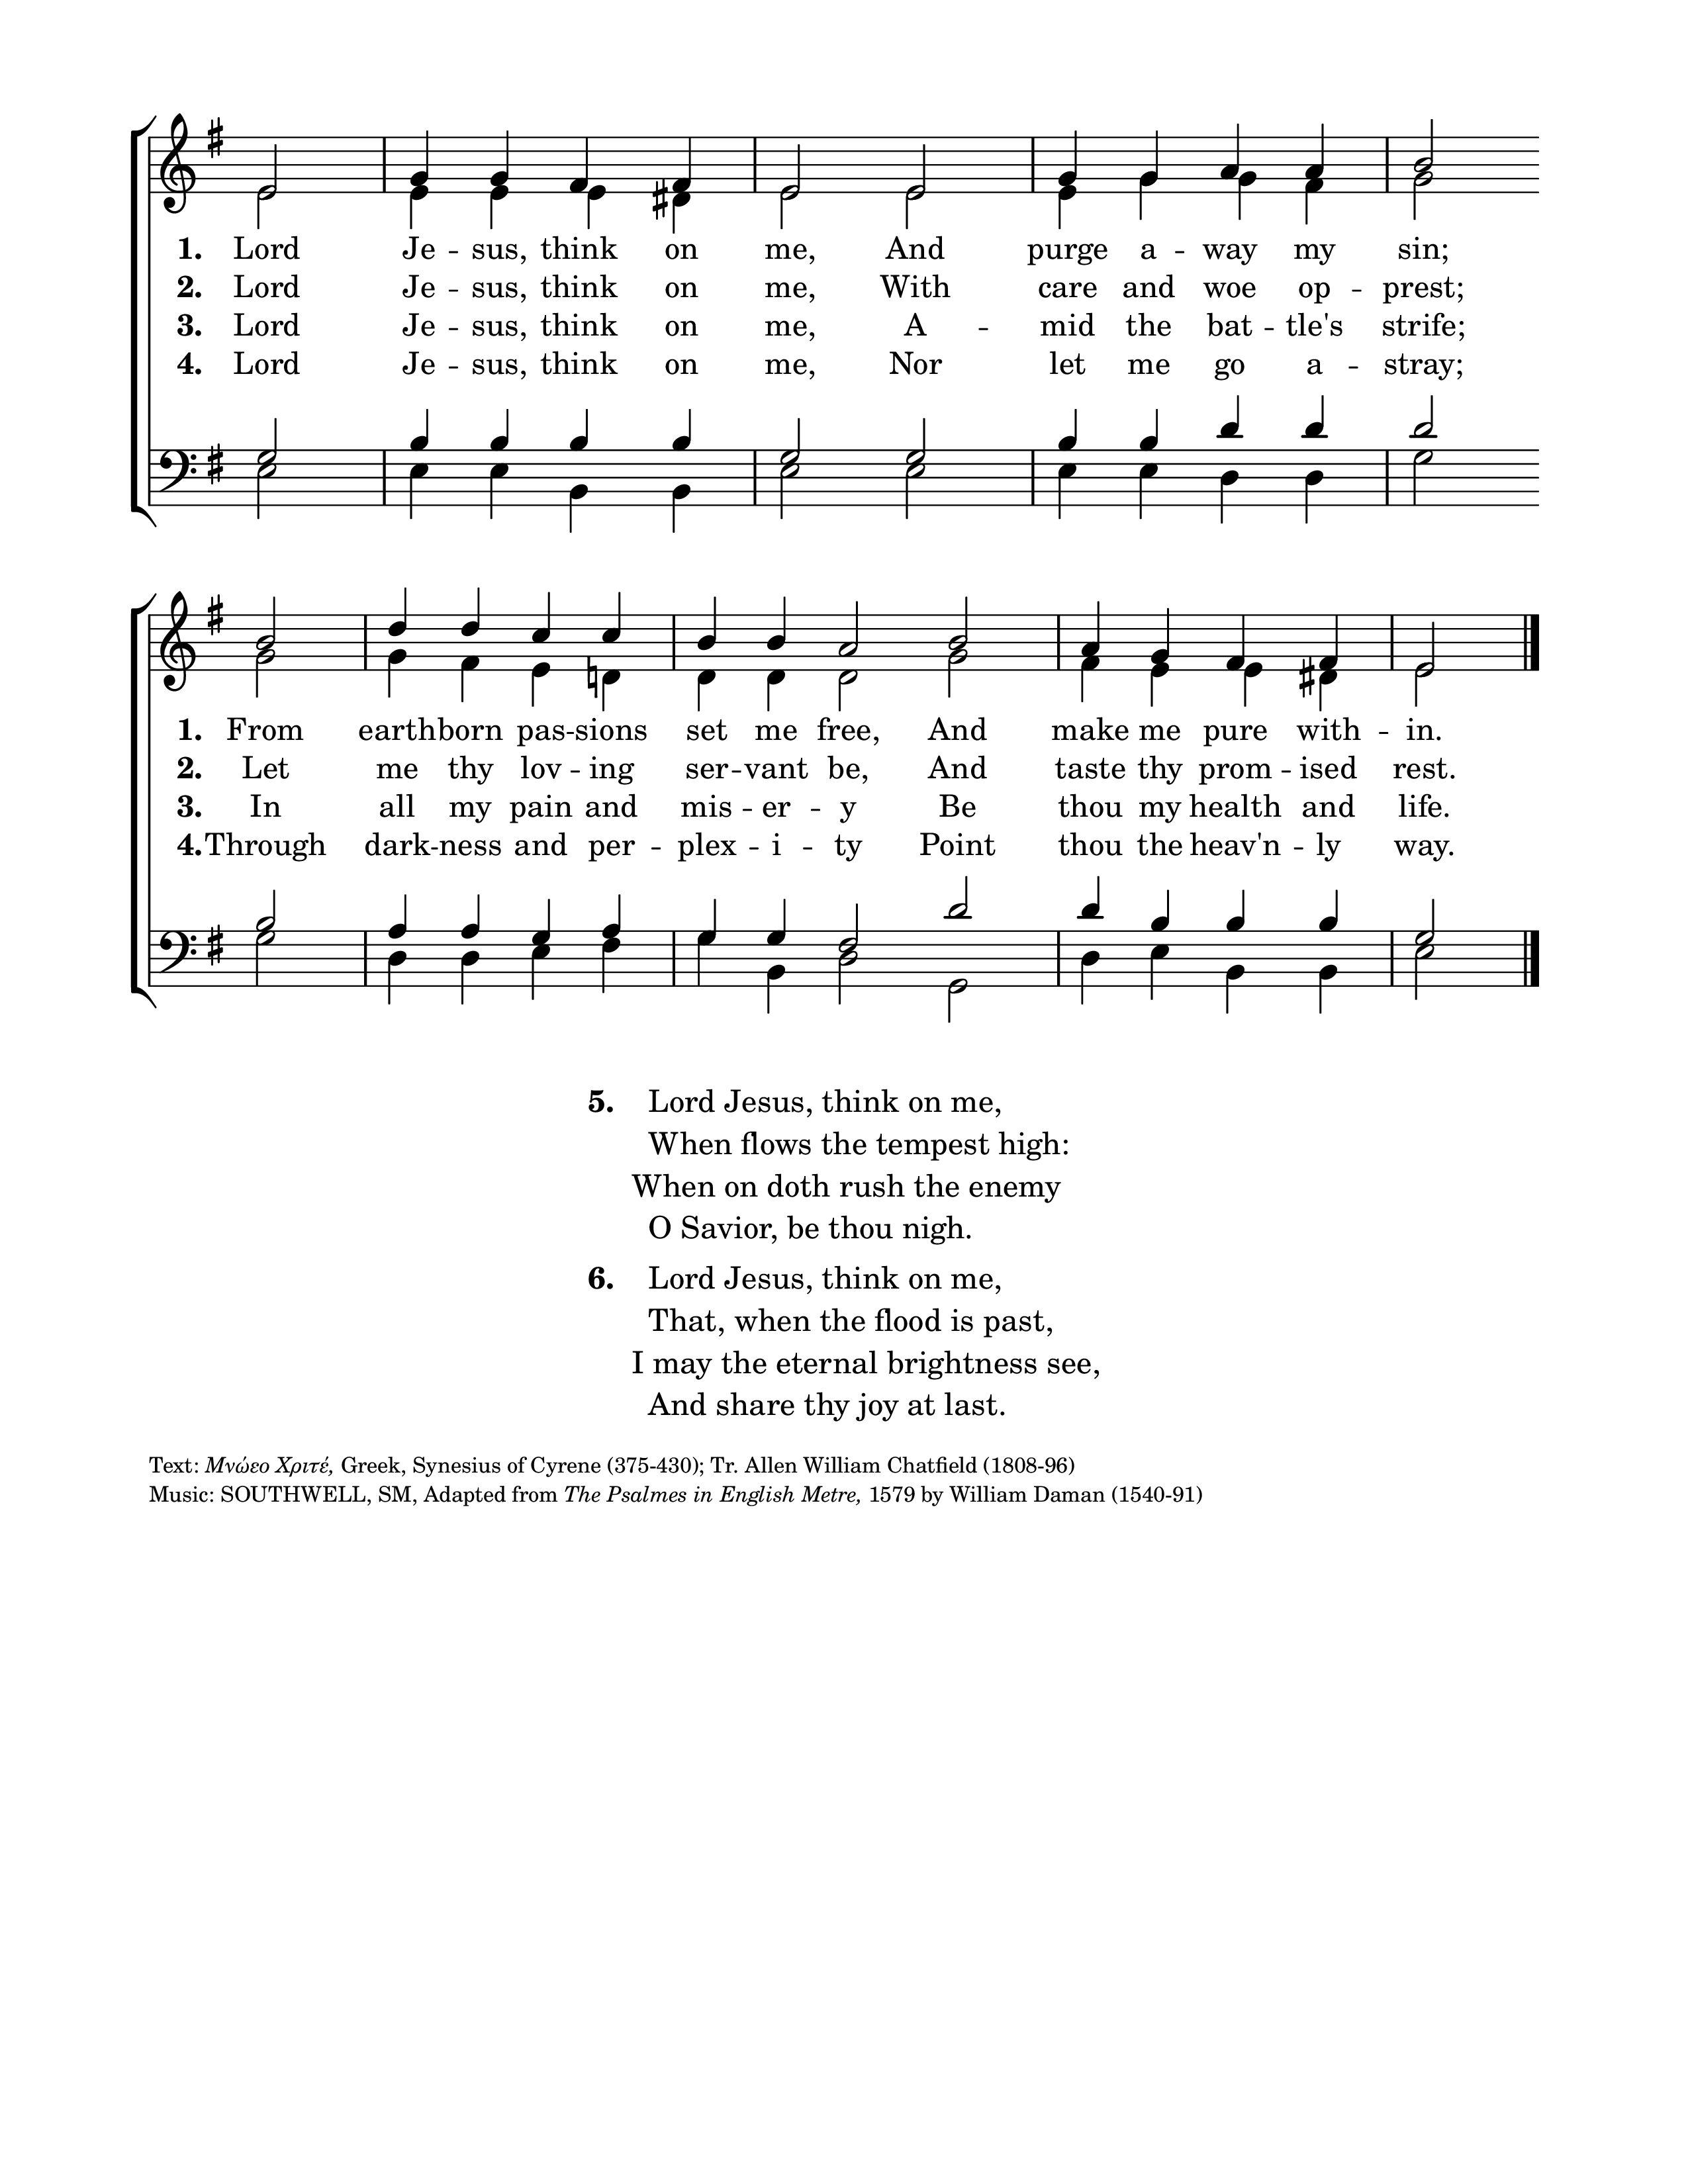 1. Lord Je - sus, think on me, And purge a - way my sin;
2. Lord Je - sus, think on me, With care and woe op - prest;
3. Lord Je - sus, think on me, A - mid the bat - tle's strife;
4. Lord Je - sus, think on me, Nor let me go a - stray;
1. From earthborn pas - sions set me free, And make me pure with - in.
2. Let me thy lov - ing ser - vant be, And taste thy prom - ised rest.
3. In all my pain and mis - er - y Be thou my health and life.
4. Through dark - ness and per - plex - i - ty Point thou the heav'n - ly way.
5. Lord Jesus, think on me,
When flows the tempest high:
When on doth rush the enemy
O Savior, be thou nigh.
6. Lord Jesus, think on me,
That, when the flood is past,
I may the eternal brightness see,
And share thy joy at last.
Text: Μνώεο Χριτέ, Greek, Synesius of Cyrene (375-430); Tr. Allen William Chatfield (1808-96)
Music: SOUTHWELL, SM, Adapted from The Psalmes in English Metre, 1579 by William Daman (1540-91)